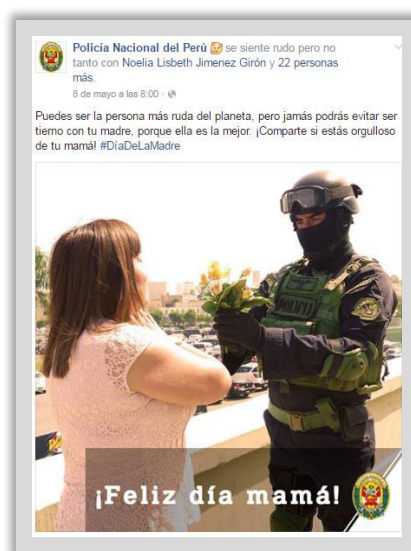 Policía Nacional del Perú se siente rudo pero no
tanto con Noelia Lisbeth Jimenez Girón y 22 personas
más.
8 de mayo a las 8:00 ·
Puedes ser la persona más ruda del planeta, pero jamás podrás evitar ser
tierno con tu madre, porque ella es la mejor. ¡Comparte si estás orgulloso
de tu mamá! #DíaDeLaMadre
POLICIA
¡Feliz día mamá!